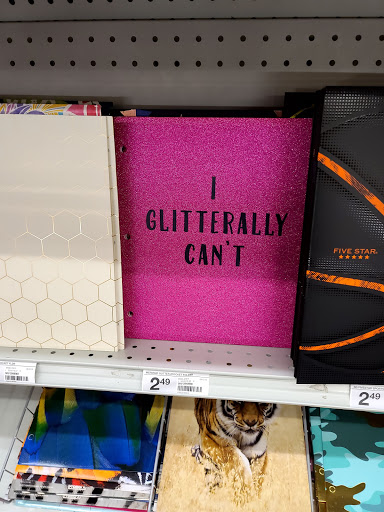 I
GLITTERALLY
CAN'T
FIVE STAR
2.49
2.49